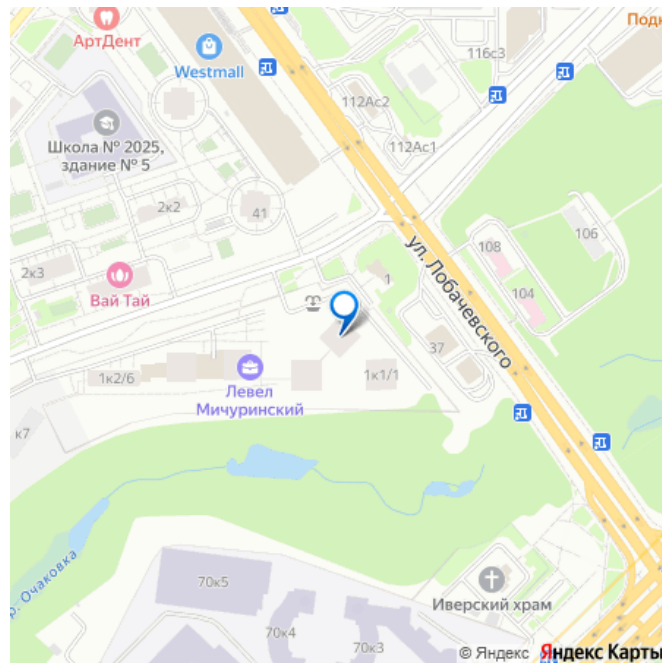 Подк
АртДент
Westmall
116с3
112Ас2
112Ас1
Школа № 2025,
здание № 5
2к2
41
2к3
Вай Тай
ул. Лобачевского
108
106
104
1
37
1к2/6
Левел
Мичуринский
1к1/1
к7
р. Очаковка
70к5
70к4
70к3
Иверский храм
© Яндекс Яндекс Карты